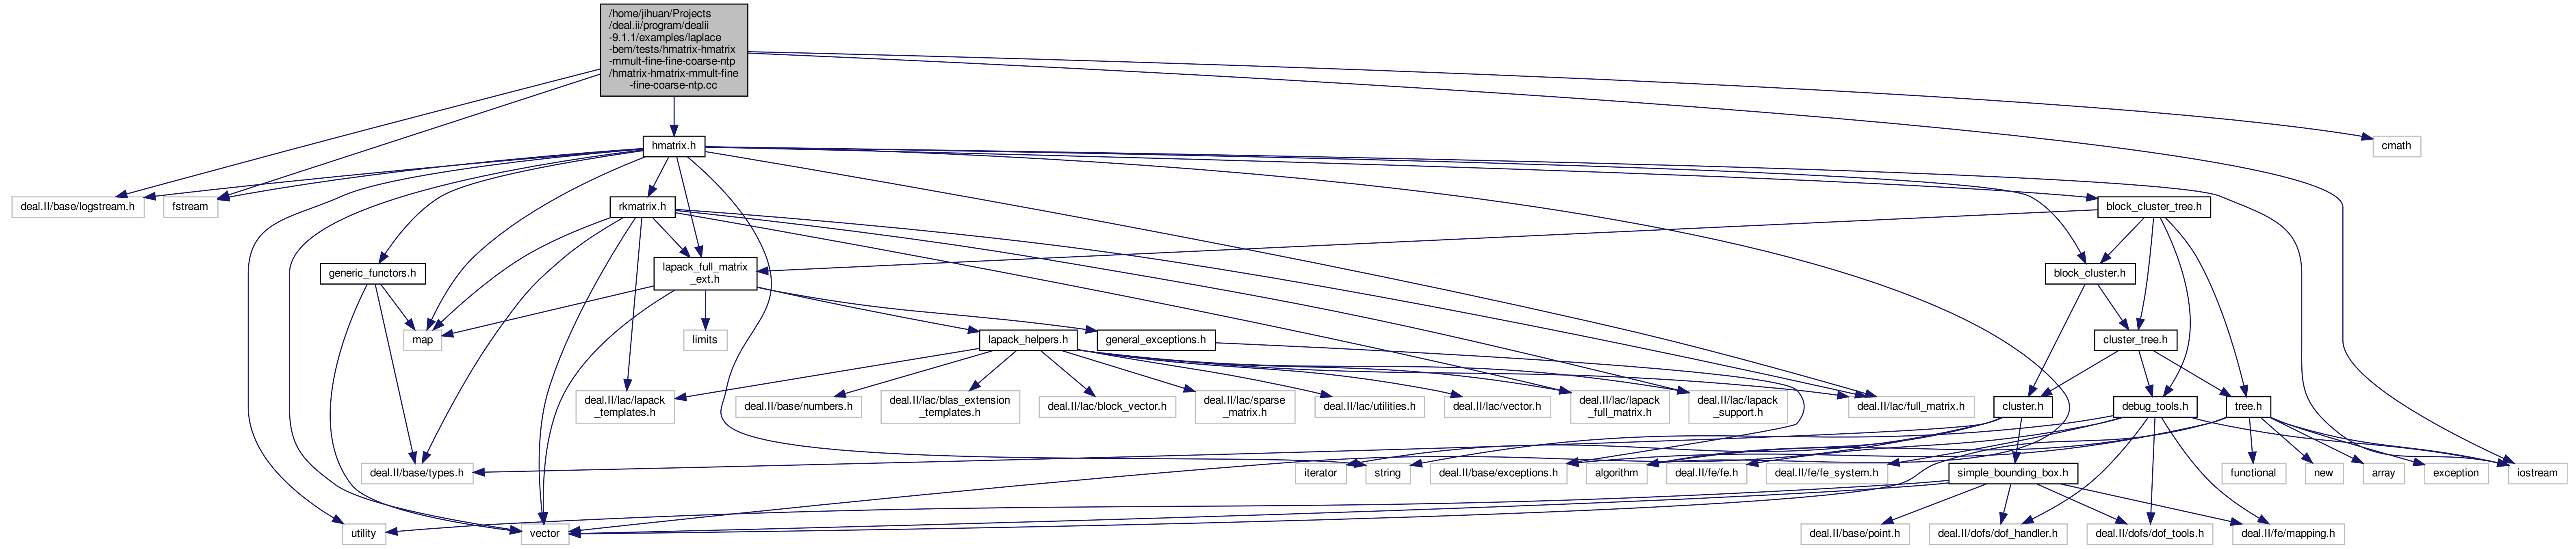 /home/jihuan/Projects
/deal.ii/program/dealii
-9.1.1/examples/laplace
-bem/tests/hmatrix-hmatrix
-mmult-fine-fine-coarse-ntp
/hmatrix-hmatrix-mmult-fine
-fine-coarse-ntp.cc
hmatrix.h
cmath
deal.II/base/logstream.h
fstream
rkmatrix.h
block_cluster_tree.h
generic_functors.h
lapack_full_matrix
_ext.h
block_cluster.h
map
limits
lapack_helpers.h
general_exceptions.h
cluster_tree.h
deal.II/lac/lapack
_templates.h
deal.II/base/numbers.h
deal.II/lac/blas_extension
_templates.h
deal.II/lac/block_vector.h
deal.II/lac/sparse
_matrix.h
deal.II/lac/utilities.h
deal.II/lac/vector.h
deal.II/lac/lapack
_full_matrix.h
deal.II/lac/lapack
_support.h
deal.II/lac/full_matrix.h
cluster.h
debug_tools.h
tree.h
deal.II/base/types.h
iterator
string
deal.II/base/exceptions.h
algorithm
deal.II/fe/fe.h
deal.II/fe/fe_system.h
simple_bounding_box.h
functional
new
array
exception
iostream
utility
vector
deal.II/base/point.h
deal.II/dofs/dof_handler.h
deal.II/dofs/dof_tools.h
deal.II/fe/mapping.h